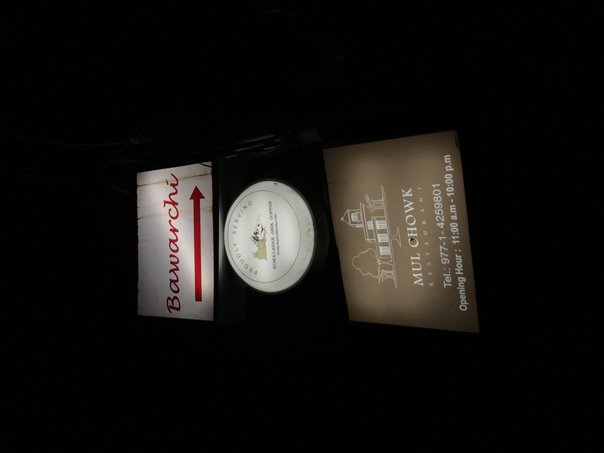 Bawarchi
PROUDLY SERVING
HIMALAYAN JAVA COFFEE
MUL CHOWK
RESTAURANT
Tel.: 977-1-4259801
Opening Hour : 11:00 a.m - 10:00 p.m